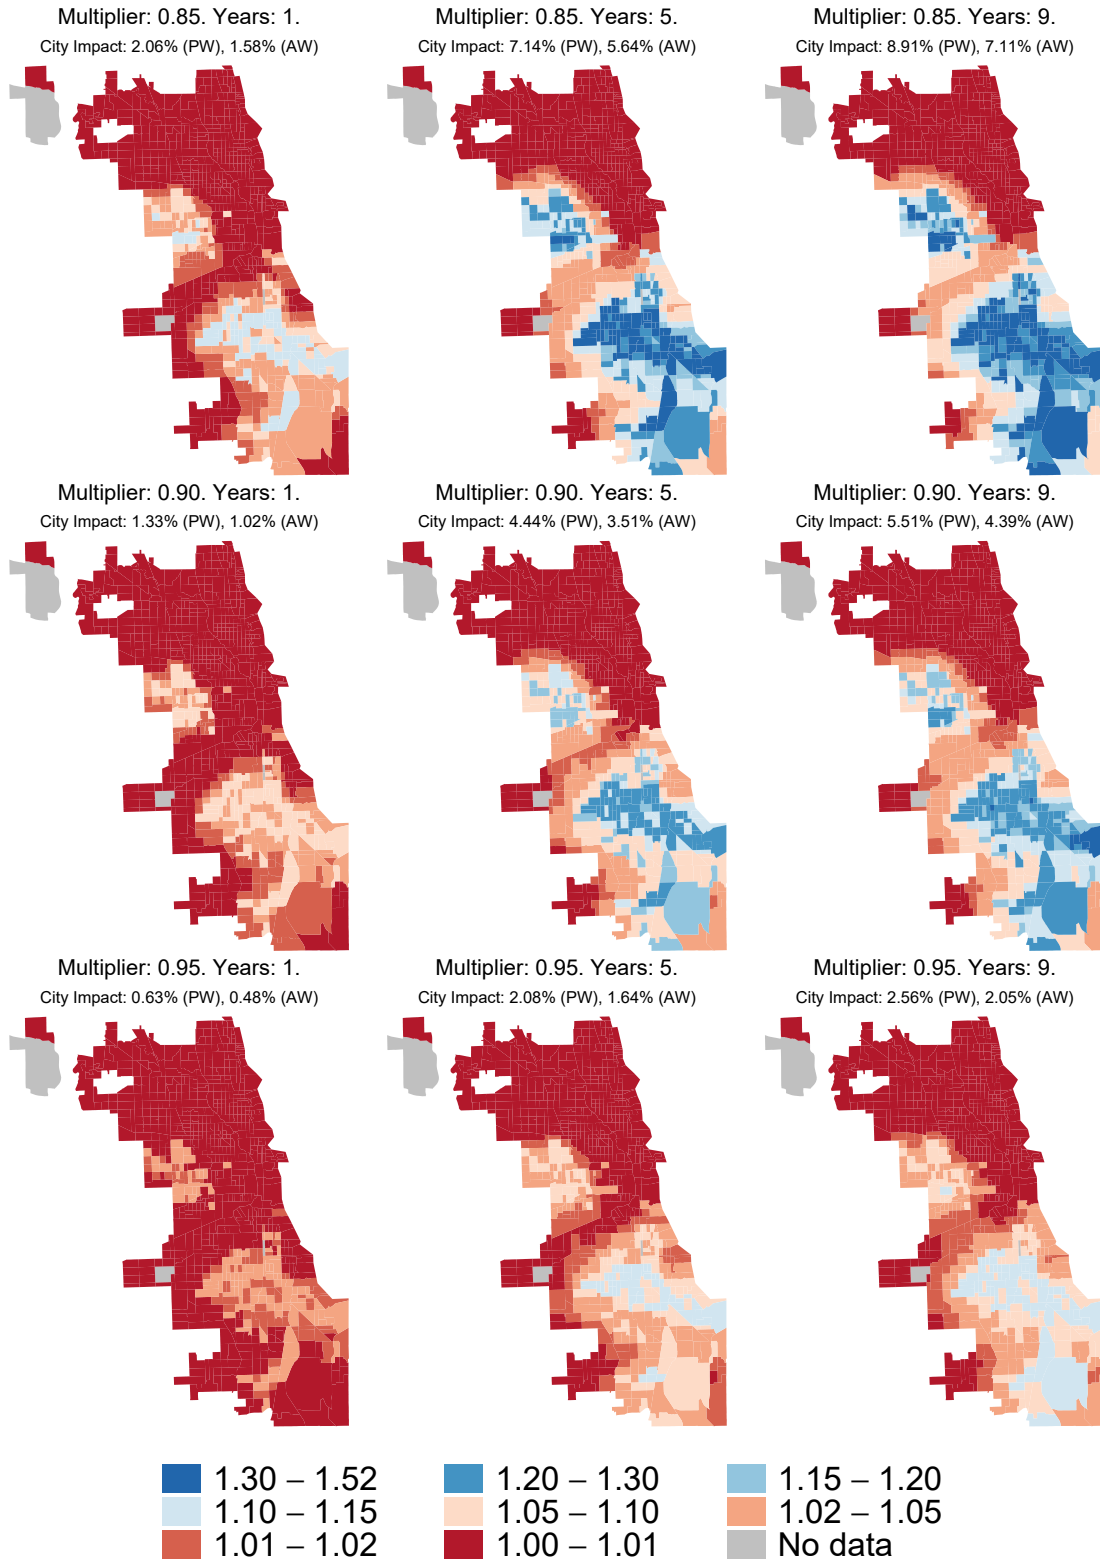 Multiplier: 0.85. Years: 1.
City Impact: 2.06% (PW), 1.58% (AW)
Multiplier: 0.85. Years: 5.
City Impact: 7.14% (PW), 5.64% (AW)
Multiplier: 0.85. Years: 9.
City Impact: 8.91% (PW), 7.11% (AW)
Multiplier: 0.90. Years: 1.
City Impact: 1.33% (PW), 1.02% (AW)
Multiplier: 0.90. Years: 5.
City Impact: 4.44% (PW), 3.51% (AW)
Multiplier: 0.90. Years: 9.
City Impact: 5.51% (PW), 4.39% (AW)
Multiplier: 0.95. Years: 1.
City Impact: 0.63% (PW), 0.48% (AW)
Multiplier: 0.95. Years: 5.
City Impact: 2.08% (PW), 1.64% (AW)
Multiplier: 0.95. Years: 9.
City Impact: 2.56% (PW), 2.05% (AW)
1.30 – 1.52
1.20 – 1.30
1.15 – 1.20
1.10 – 1.15
1.05 – 1.10
1.02 – 1.05
1.01 – 1.02
1.00 – 1.01
No data